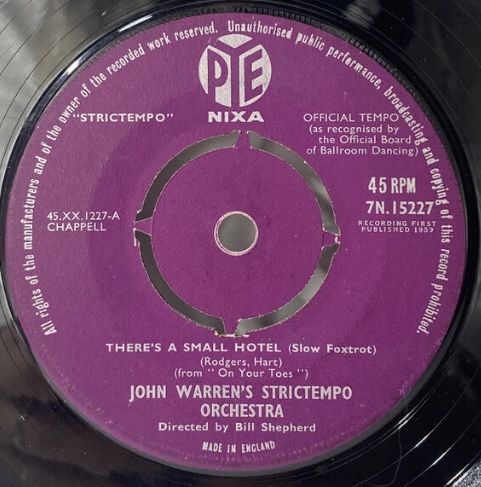 All rights of the manufacturers and of the owner of the recorded work reserved. Unauthorised public performance, broadcasting and copying of this record prohibited.
PYE
NIXA
"STRICTEMPO"
OFFICIAL TEMPO
(as recognised by
the Official Board
of Ballroom Dancing)
45 RPM
7N.15227
RECORDING FIRST
PUBLISHED 1959
45.XX.1227-A
CHAPPELL
THERE'S A SMALL HOTEL (Slow Foxtrot)
(Rodgers, Hart)
(from "On Your Toes")
JOHN WARREN'S STRICTEMPO
ORCHESTRA
Directed by Bill Shepherd
MADE IN ENGLAND